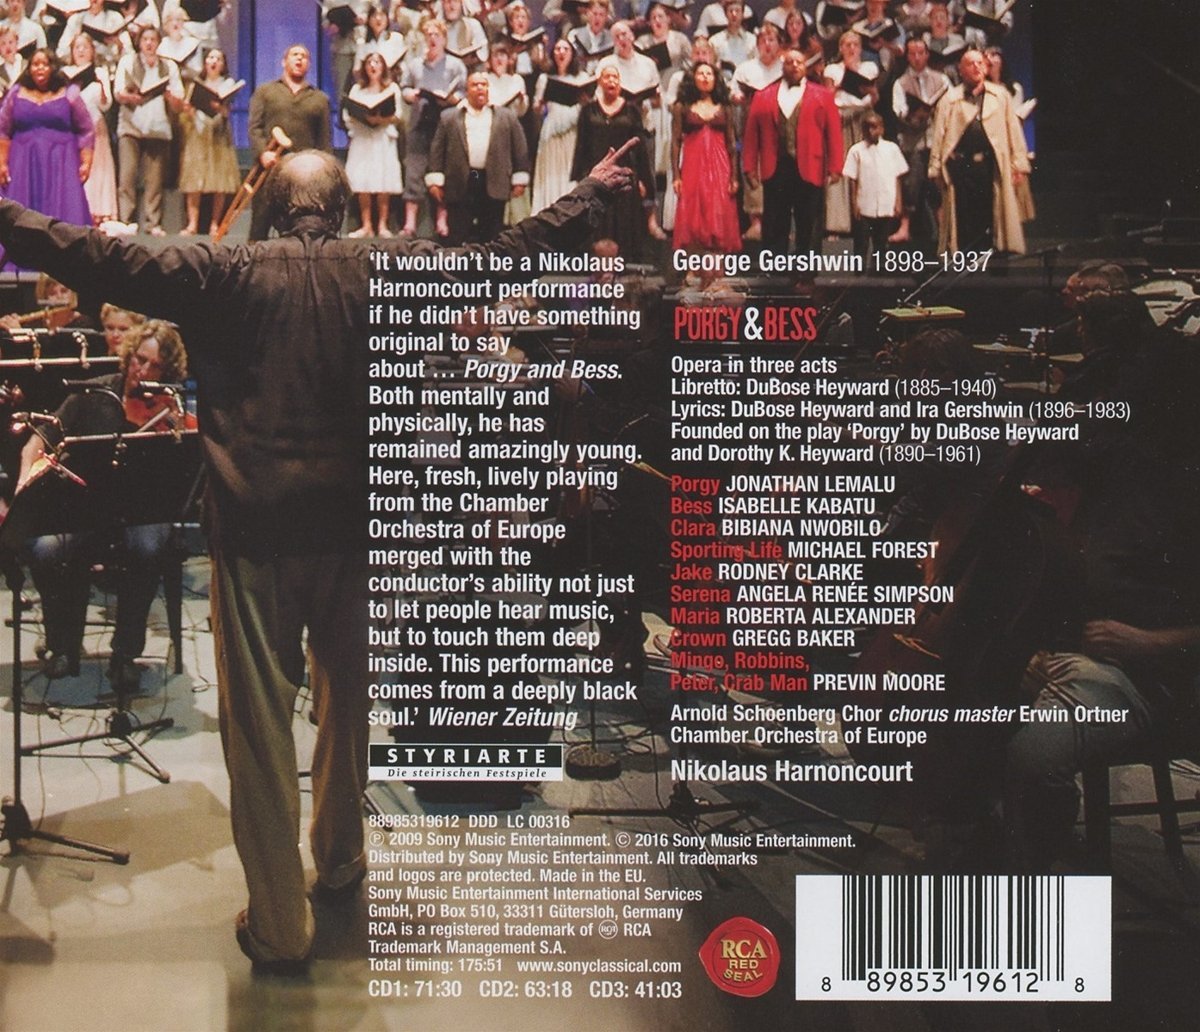 ‘It wouldn’t be a Nikolaus
Harnoncourt performance
if he didn’t have something
original to say
about … Porgy and Bess.
Both mentally and
physically, he has
remained amazingly young.
Here, fresh, lively playing
from the Chamber
Orchestra of Europe
merged with the
conductor’s ability not just
to let people hear music,
but to touch them deep
inside. This performance
comes from a deeply black
soul.’ Wiener Zeitung
STYRIARTE
Die steirischen Festspiele
George Gershwin 1898–1937
PORGY&BESS
Opera in three acts
Libretto: DuBose Heyward (1885–1940)
Lyrics: DuBose Heyward and Ira Gershwin (1896–1983)
Founded on the play ‘Porgy’ by DuBose Heyward
and Dorothy K. Heyward (1890–1961)
Porgy JONATHAN LEMALU
Bess ISABELLE KABATU
Clara BIBIANA NWOBILO
Sporting Life MICHAEL FOREST
Jake RODNEY CLARKE
Serena ANGELA RENÉE SIMPSON
Maria ROBERTA ALEXANDER
Crown GREGG BAKER
Mingo, Robbins,
Peter, Crab Man PREVIN MOORE
Arnold Schoenberg Chor chorus master Erwin Ortner
Chamber Orchestra of Europe
Nikolaus Harnoncourt
88985319612 DDD LC 00316
℗ 2009 Sony Music Entertainment. © 2016 Sony Music Entertainment.
Distributed by Sony Music Entertainment. All trademarks
and logos are protected. Made in the EU.
Sony Music Entertainment International Services
GmbH, PO Box 510, 33311 Gütersloh, Germany
RCA is a registered trademark of RCA RCA
Trademark Management S.A.
Total timing: 175:51 www.sonyclassical.com
CD1: 71:30 CD2: 63:18 CD3: 41:03
RCA
RED
SEAL
8 89853 19612 8